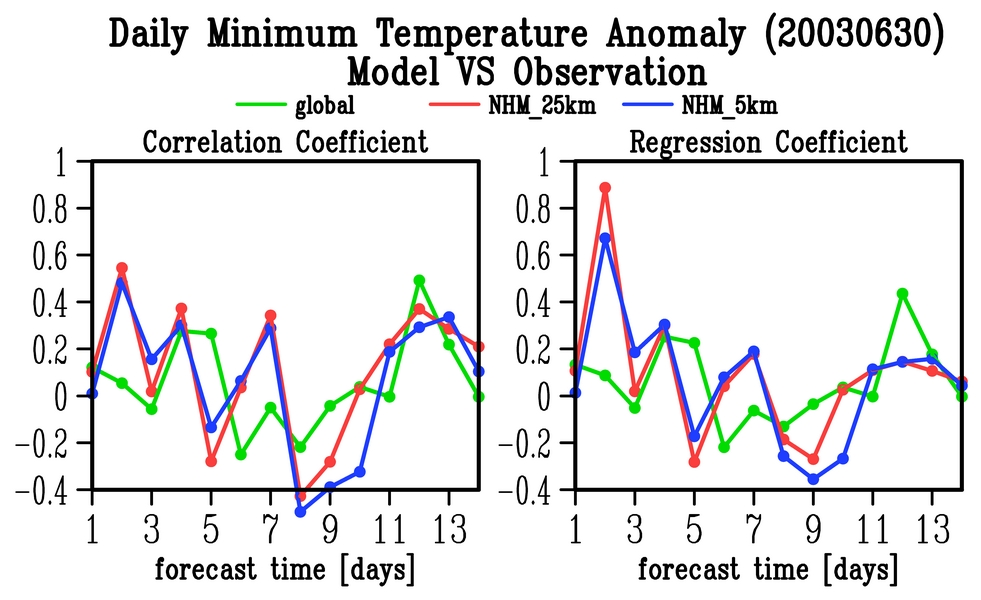 Daily Minimum Temperature Anomaly (20030630)
Model VS Observation
global NHM_25km NHM_5km
Correlation Coefficient
1
0.8
0.6
0.4
0.2
0
−0.2
−0.4
1 3 5 7 9 11 13
forecast time [days]
Regression Coefficient
1
0.8
0.6
0.4
0.2
0
−0.2
−0.4
1 3 5 7 9 11 13
forecast time [days]